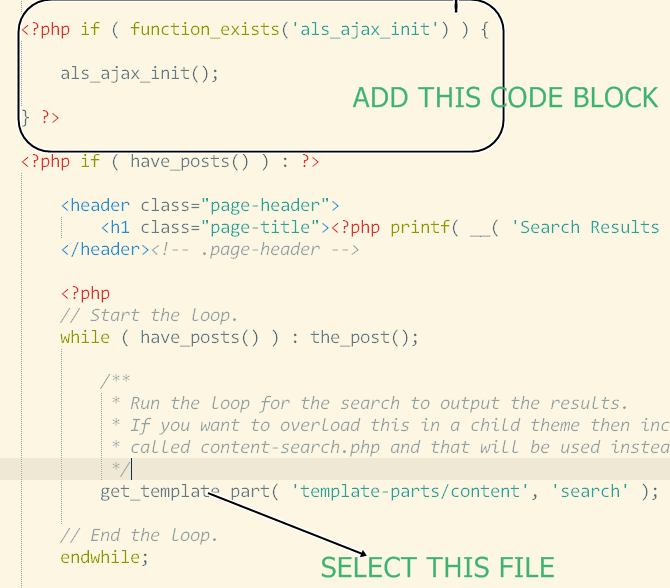 <?php if ( function_exists('als_ajax_init') ) {
als_ajax_init();
ADD THIS CODE BLOCK
} ?>
<?php if ( have_posts() ) : ?>
<header class="page-header">
<h1 class="page-title"><?php printf( __( 'Search Results
</header><!-- .page-header -->
<?php
// Start the loop.
while ( have_posts() ) : the_post();
/**
* Run the loop for the search to output the results.
* If you want to overload this in a child theme then inc
* called content-search.php and that will be used instea
*/
get_template_part( 'template-parts/content', 'search' );
// End the loop.
endwhile;
SELECT THIS FILE